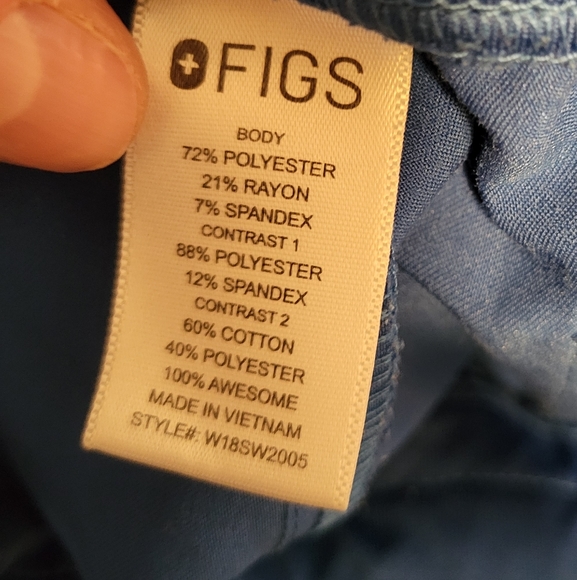 FIGS
BODY
72% POLYESTER
21% RAYON
7% SPANDEX
CONTRAST 1
88% POLYESTER
12% SPANDEX
CONTRAST 2
60% COTTON
40% POLYESTER
100% AWESOME
MADE IN VIETNAM
STYLE#: W18SW2005